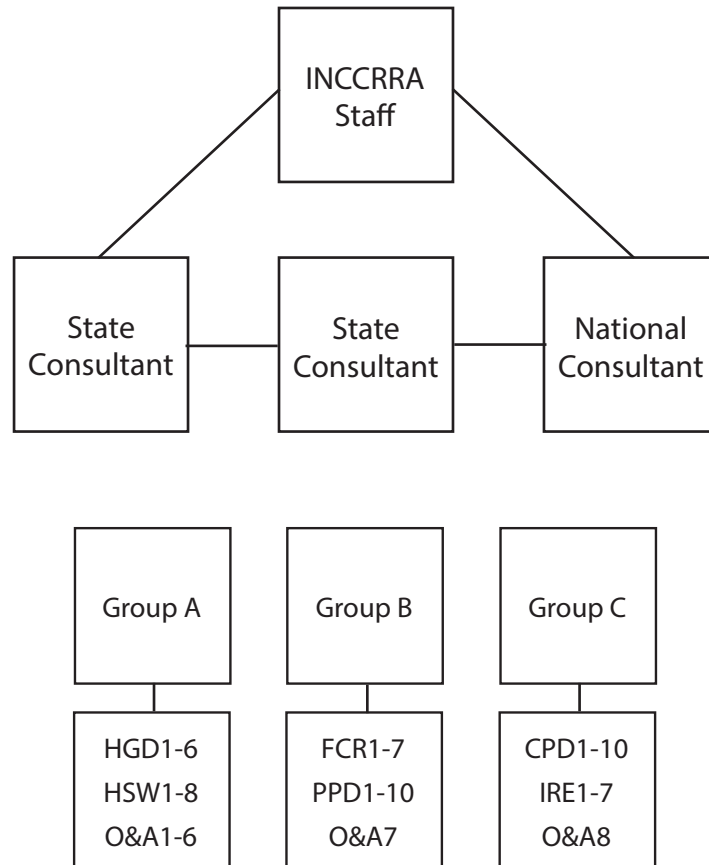 INCCRRA
Staff
State
Consultant
State
Consultant
National
Consultant
Group A
Group B
Group C
HGD1-6
HSW1-8
O&A1-6
FCR1-7
PPD1-10
O&A7
CPD1-10
IRE1-7
O&A8